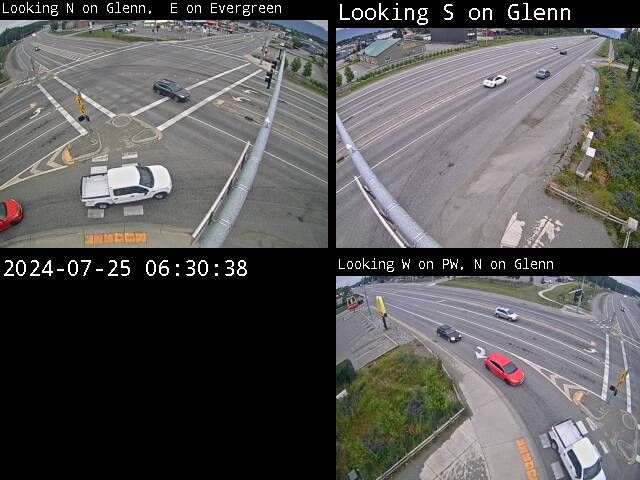 Looking N on Glenn,  E on Evergreen
Looking S on Glenn
2024-07-25 06:30:38
Looking W on PW, N on Glenn